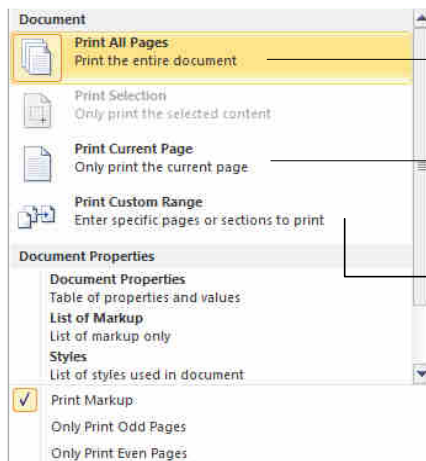 Document
Print All Pages
Print the entire document
Print Selection
Only print the selected content
Print Current Page
Only print the current page
Print Custom Range
Enter specific pages or sections to print
Document Properties
Document Properties
Table of properties and values
List of Markup
List of markup only
Styles
List of styles used in document
Print Markup
Only Print Odd Pages
Only Print Even Pages